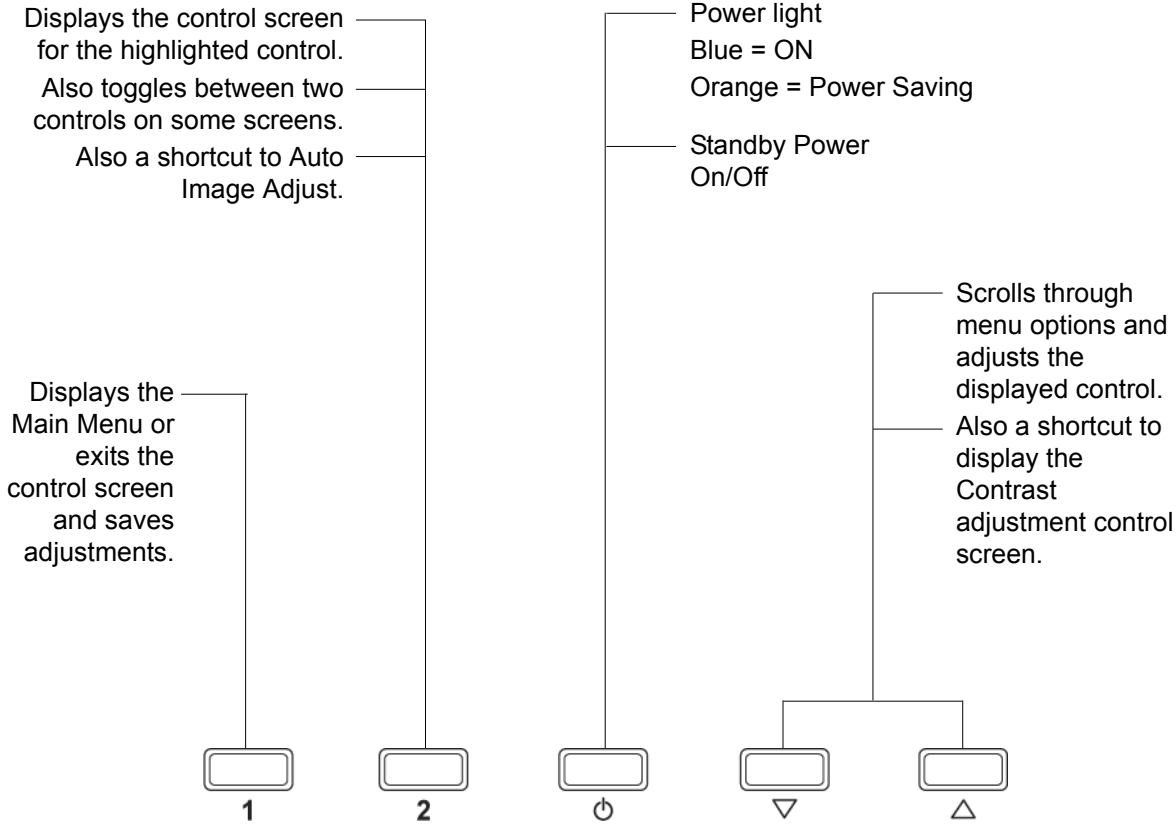 Displays the control screen
for the highlighted control.
Also toggles between two
controls on some screens.
Also a shortcut to Auto
Image Adjust.
Power light
Blue = ON
Orange = Power Saving
Standby Power
On/Off
Displays the
Main Menu or
exits the
control screen
and saves
adjustments.
Scrolls through
menu options and
adjusts the
displayed control.
Also a shortcut to
display the
Contrast
adjustment control
screen.
1
2